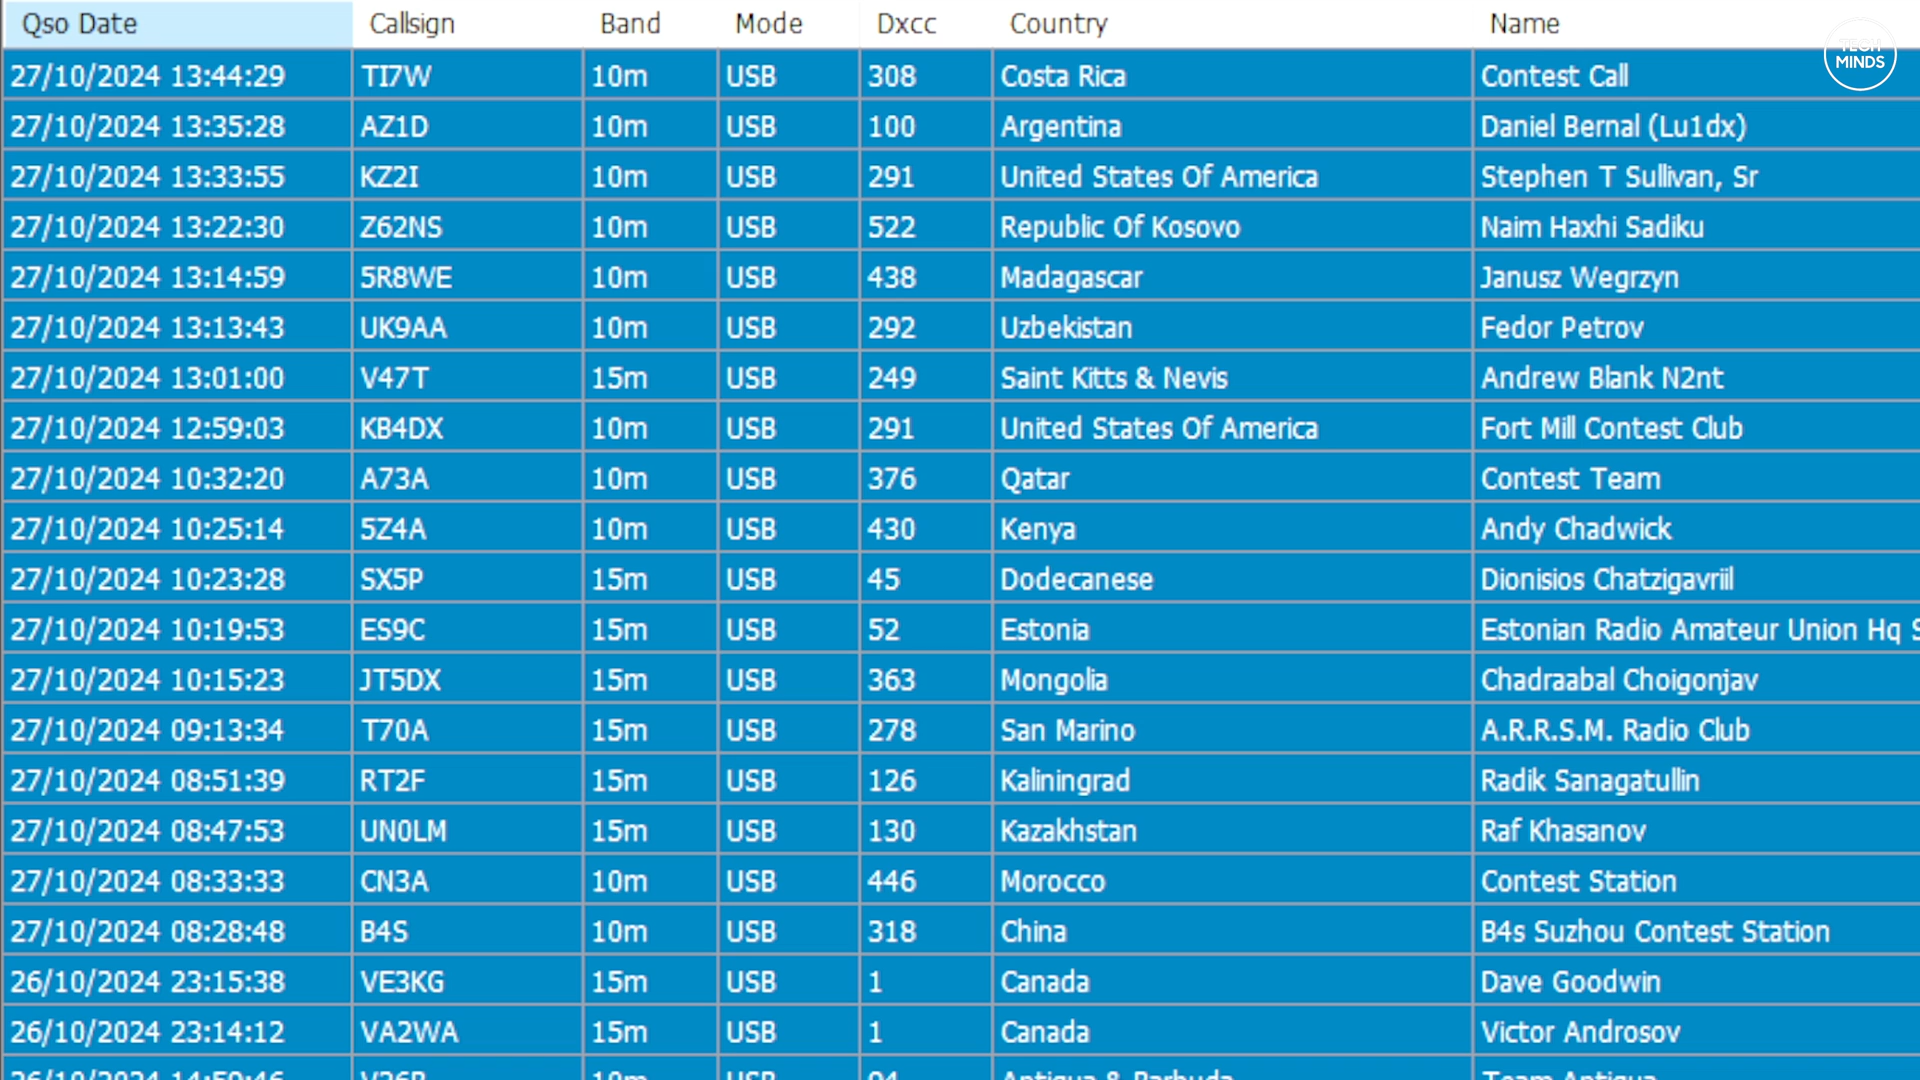 Qso Date Callsign Band Mode Dxcc Country Name
TECH
MINDS
27/10/2024 13:44:29 TI7W 10m USB 308 Costa Rica Contest Call
27/10/2024 13:35:28 AZ1D 10m USB 100 Argentina Daniel Bernal (Lu1dx)
27/10/2024 13:33:55 KZ2I 10m USB 291 United States Of America Stephen T Sullivan, Sr
27/10/2024 13:22:30 Z62NS 10m USB 522 Republic Of Kosovo Naim Haxhi Sadiku
27/10/2024 13:14:59 5R8WE 10m USB 438 Madagascar Janusz Wegrzyn
27/10/2024 13:13:43 UK9AA 10m USB 292 Uzbekistan Fedor Petrov
27/10/2024 13:01:00 V47T 15m USB 249 Saint Kitts & Nevis Andrew Blank N2nt
27/10/2024 12:59:03 KB4DX 10m USB 291 United States Of America Fort Mill Contest Club
27/10/2024 10:32:20 A73A 10m USB 376 Qatar Contest Team
27/10/2024 10:25:14 5Z4A 10m USB 430 Kenya Andy Chadwick
27/10/2024 10:23:28 SX5P 15m USB 45 Dodecanese Dionisios Chatzigavriil
27/10/2024 10:19:53 ES9C 15m USB 52 Estonia Estonian Radio Amateur Union Hq S
27/10/2024 10:15:23 JT5DX 15m USB 363 Mongolia Chadraabal Choigonjav
27/10/2024 09:13:34 T70A 15m USB 278 San Marino A.R.R.S.M. Radio Club
27/10/2024 08:51:39 RT2F 15m USB 126 Kaliningrad Radik Sanagatullin
27/10/2024 08:47:53 UN0LM 15m USB 130 Kazakhstan Raf Khasanov
27/10/2024 08:33:33 CN3A 10m USB 446 Morocco Contest Station
27/10/2024 08:28:48 B4S 10m USB 318 China B4s Suzhou Contest Station
26/10/2024 23:15:38 VE3KG 15m USB 1 Canada Dave Goodwin
26/10/2024 23:14:12 VA2WA 15m USB 1 Canada Victor Androsov
26/10/2024 USB 94 Antigua & Barbuda Team Antigua